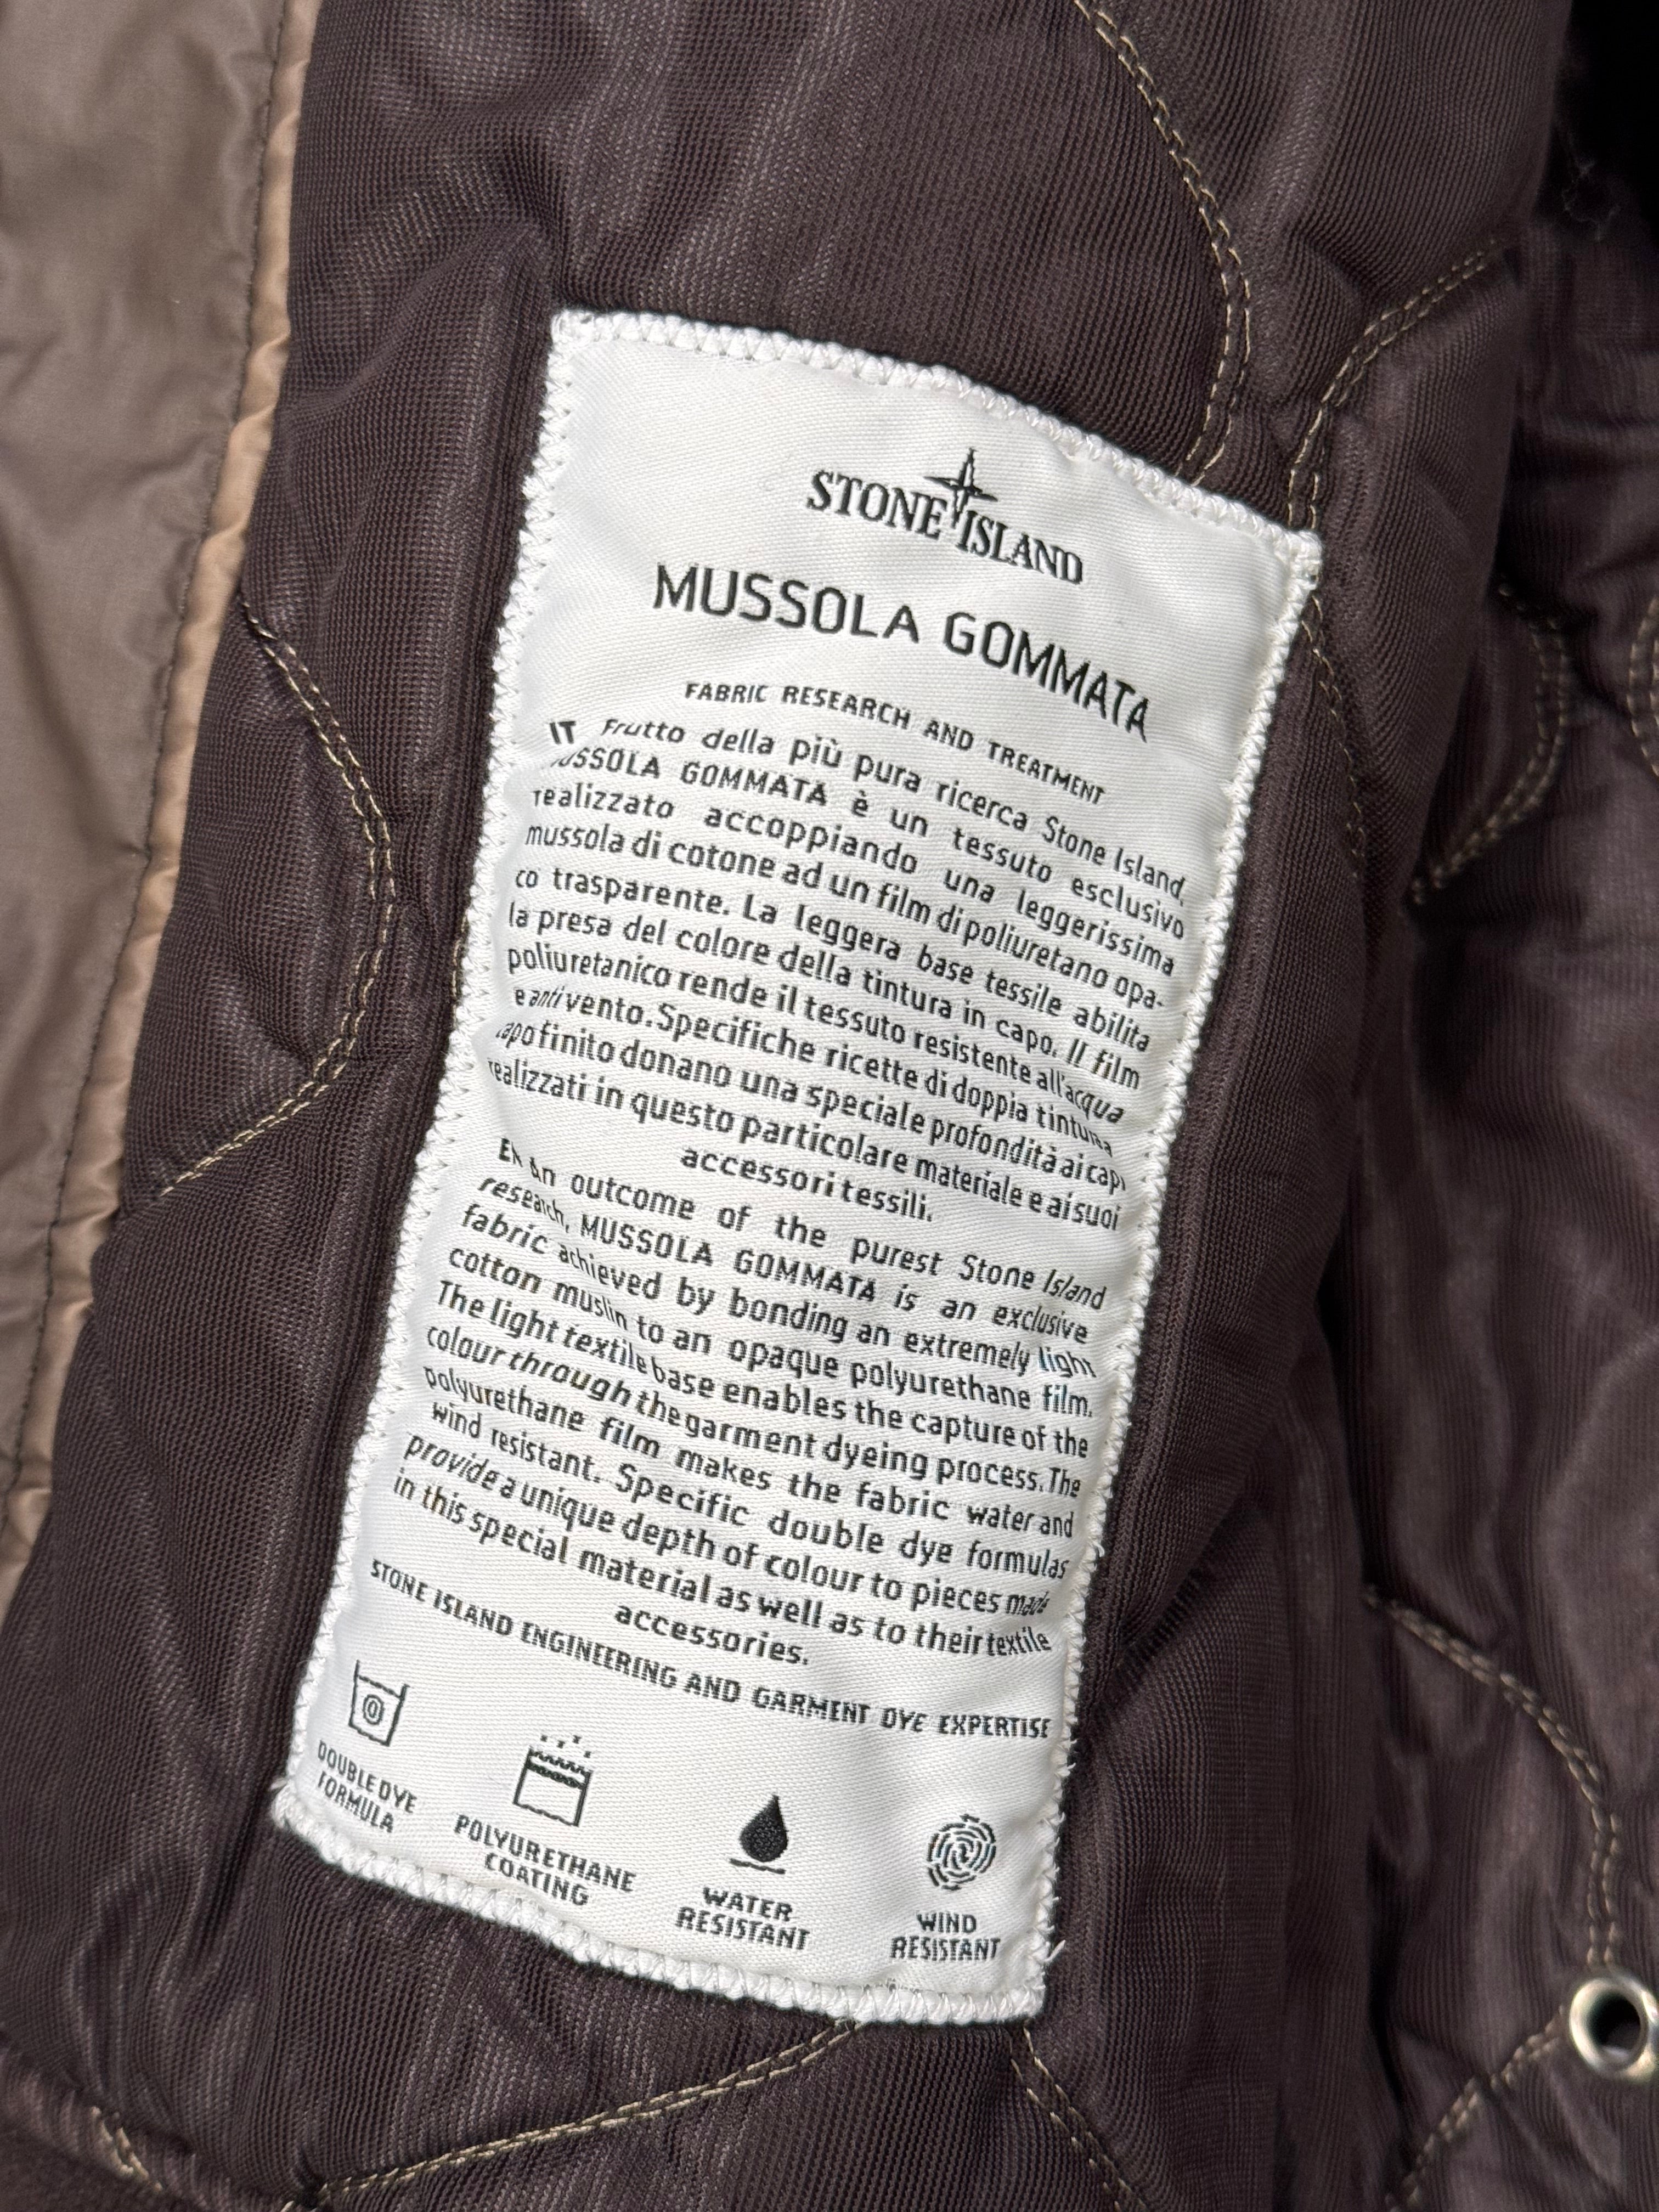 STONE ISLAND
MUSSOLA GOMMATA
FABRIC RESEARCH AND TREATMENT
IT Frutto della più pura ricerca Stone Island,
MUSSOLA GOMMATA è un tessuto esclusivo
realizzato accoppiando una leggerissima
mussola di cotone ad un film di poliuretano opa-
co trasparente. La leggera base tessile abilita
la presa del colore della tintura in capo. Il film
poliuretanico rende il tessuto resistente all'acqua
e antivento. Specifiche ricette di doppia tintura
capo finito donano una speciale profondità ai capi
realizzati in questo particolare materiale e ai suoi
accessori tessili.
EN An outcome of the purest Stone Island
research, MUSSOLA GOMMATA is an exclusive
fabric achieved by bonding an extremely light
cotton muslin to an opaque polyurethane film.
The light textile base enables the capture of the
colour through the garment dyeing process. The
polyurethane film makes the fabric water and
wind resistant. Specific double dye formulas
provide a unique depth of colour to pieces made
in this special material as well as to their textile
accessories.
STONE ISLAND ENGINEERING AND GARMENT DYE EXPERTISE
DOUBLE DYE
FORMULA
POLYURETHANE
COATING
WATER
RESISTANT
WIND
RESISTANT